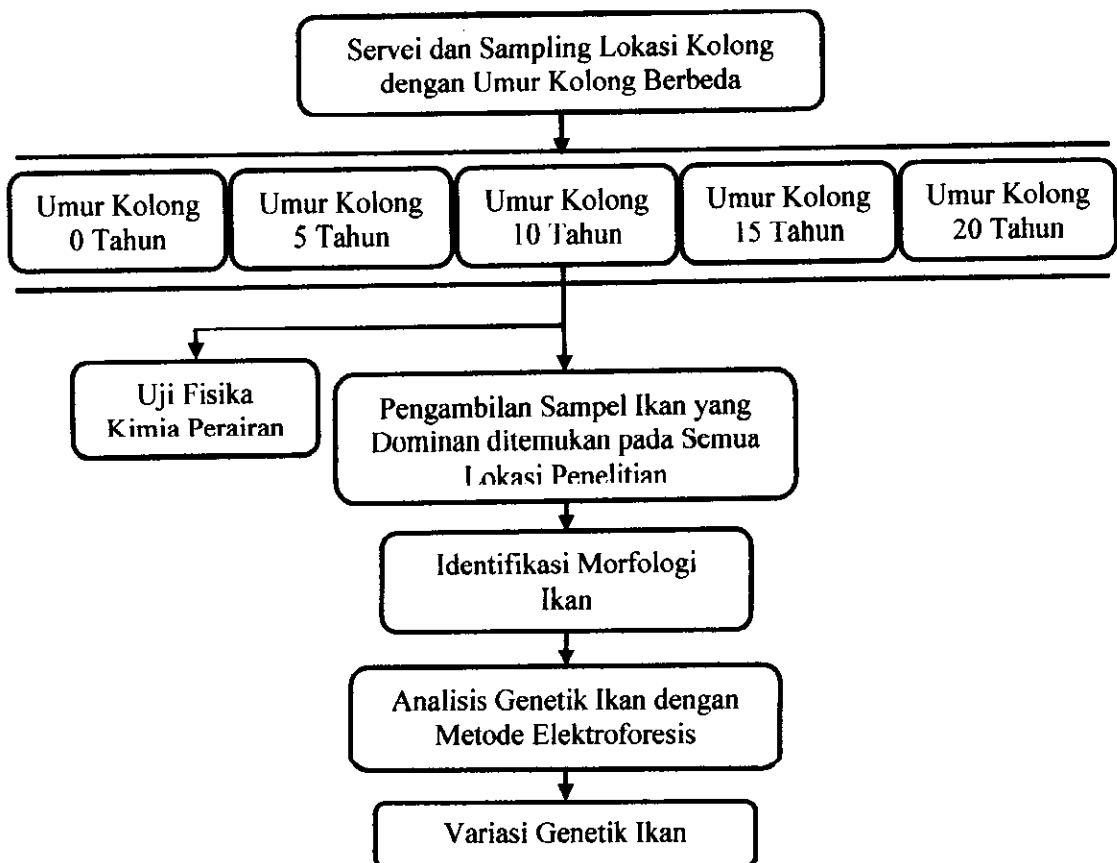 Servei dan Sampling Lokasi Kolong
dengan Umur Kolong Berbeda
Umur Kolong
0 Tahun
Umur Kolong
5 Tahun
Umur Kolong
10 Tahun
Umur Kolong
15 Tahun
Umur Kolong
20 Tahun
Uji Fisika
Kimia Perairan
Pengambilan Sampel Ikan yang
Dominan ditemukan pada Semua
Lokasi Penelitian
Identifikasi Morfologi
Ikan
Analisis Genetik Ikan dengan
Metode Elektroforesis
Variasi Genetik Ikan